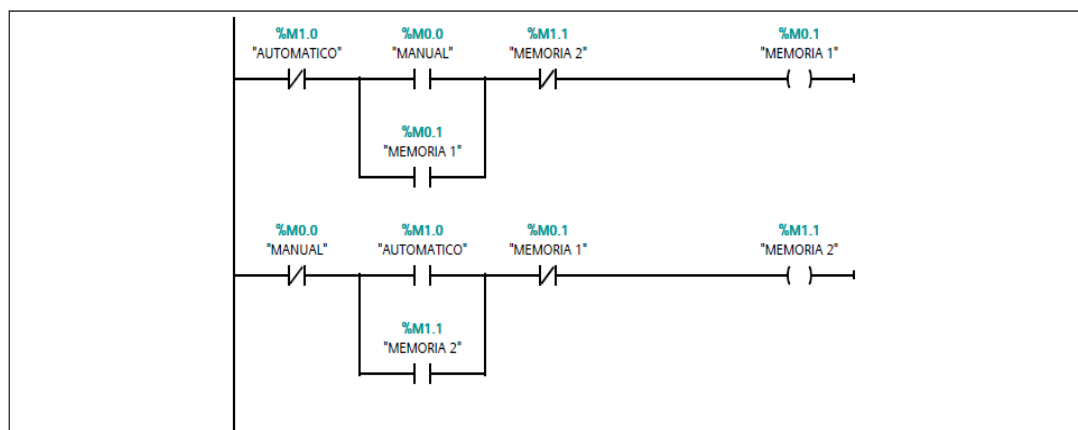 %M1.0 %M0.0 %M1.1 %M0.1
"AUTOMATICO" "MANUAL" "MEMORIA 2" "MEMORIA 1"
%M0.1
"MEMORIA 1"
%M0.0 %M1.0 %M0.1 %M1.1
"MANUAL" "AUTOMATICO" "MEMORIA 1" "MEMORIA 2"
%M1.1
"MEMORIA 2"